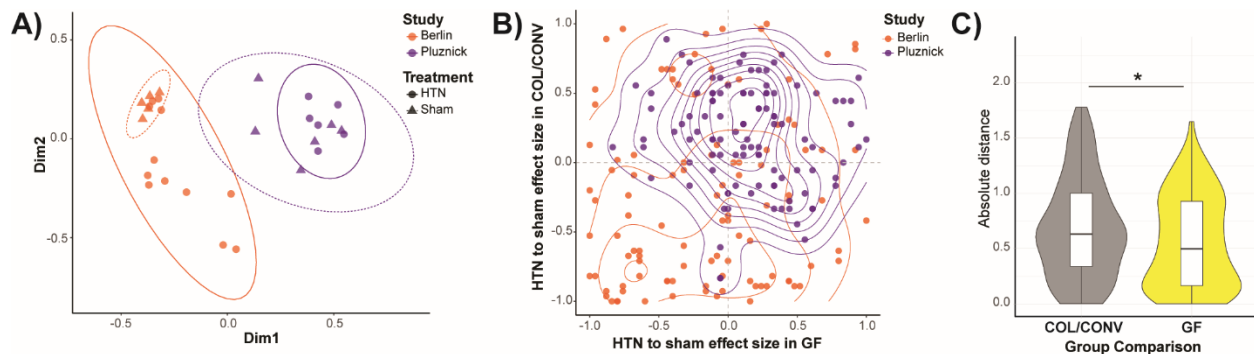 A)
Dim2
0.5
0.0
-0.5
-0.5
0.0
0.5
Dim1
Study
Berlin
Pluznick
Treatment
HTN
Sham
B)
HTN to sham effect size in COL/CONV
1.0
0.5
0.0
-0.5
-1.0
-1.0
-0.5
0.0
0.5
1.0
HTN to sham effect size in GF
Study
Berlin
Pluznick
C)
Absolute distance
2.0
1.5
1.0
0.5
0.0
*
COL/CONV
GF
Group Comparison